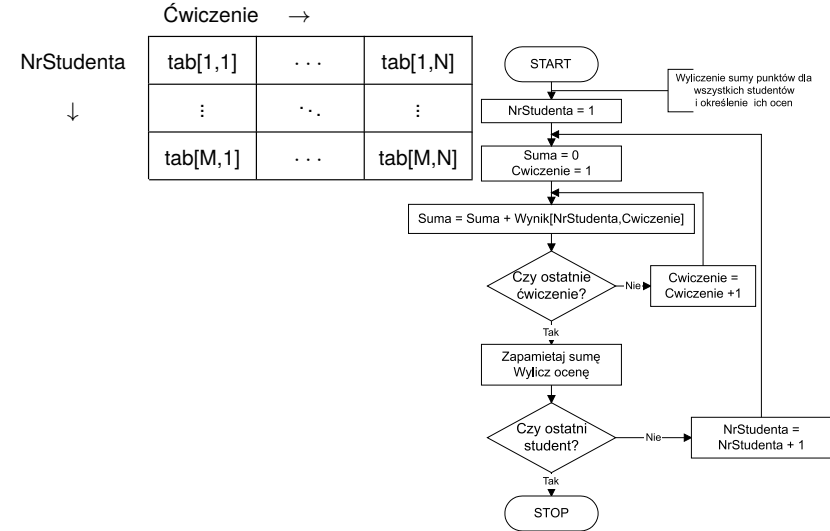 Ćwiczenie →
NrStudenta
↓
tab[1,1] · · · tab[1,N]
⋮ ⋱ ⋮
tab[M,1] · · · tab[M,N]
START
Wyliczenie sumy punktów dla
wszystkich studentów
i określenie ich ocen
NrStudenta = 1
Suma = 0
Cwiczenie = 1
Suma = Suma + Wynik[NrStudenta,Cwiczenie]
Czy ostatnie
ćwiczenie?
Nie
Cwiczenie =
Cwiczenie +1
Tak
Zapamietaj sumę
Wylicz ocenę
Czy ostatni
student?
Nie
NrStudenta =
NrStudenta + 1
Tak
STOP